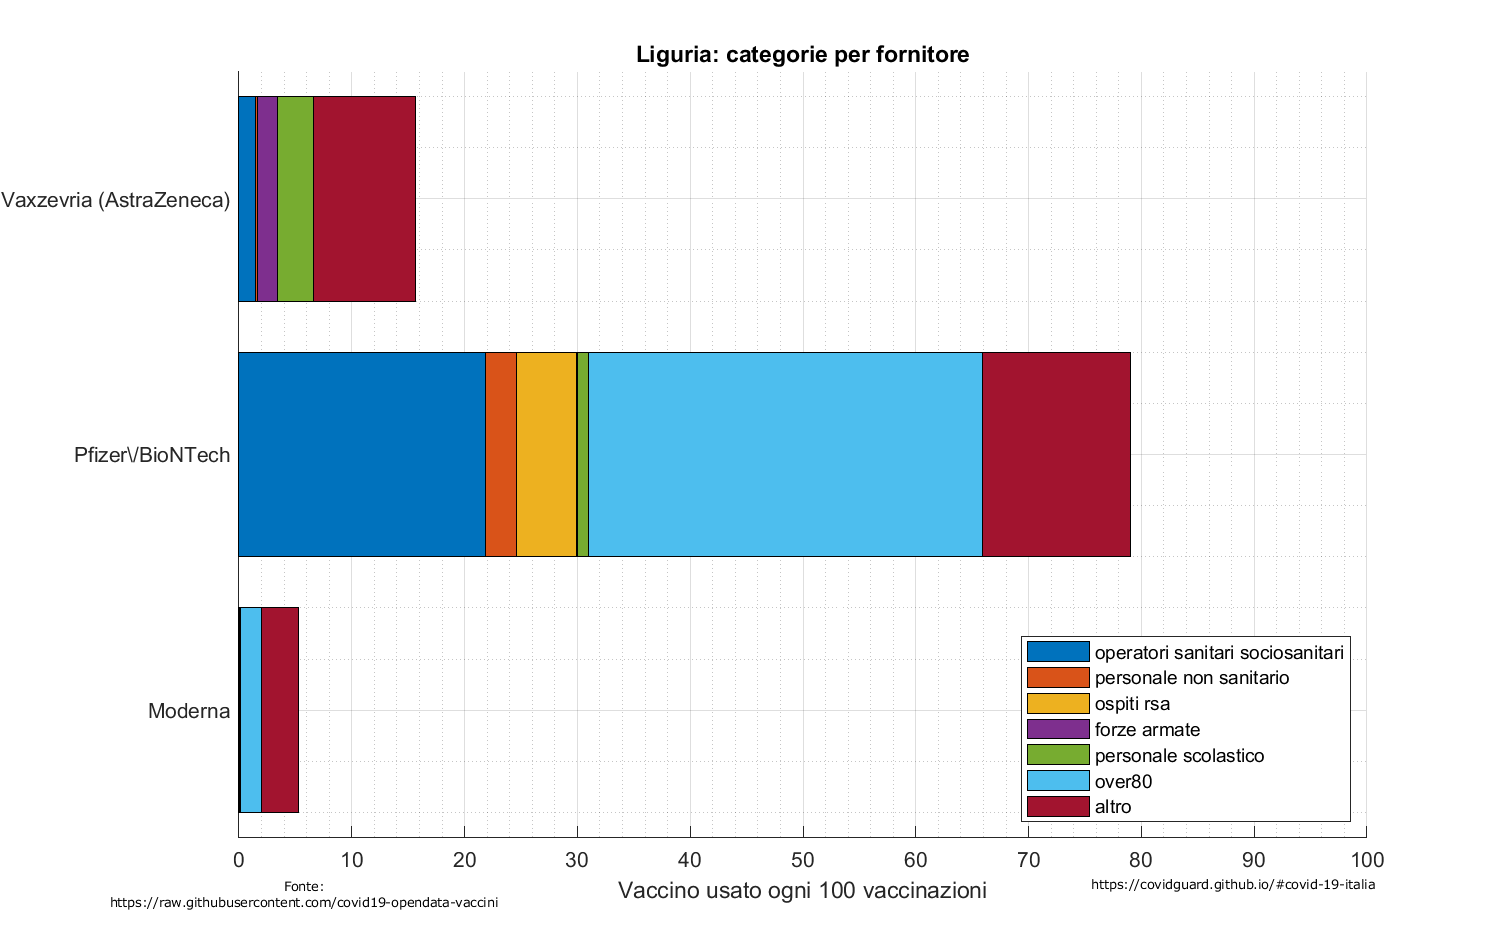 Liguria: categorie per fornitore
Vaxzevria (AstraZeneca)
Pfizer\/BioNTech
Moderna
operatori sanitari sociosanitari
personale non sanitario
ospiti rsa
forze armate
personale scolastico
over80
altro
0 10 20 30 40 50 60 70 80 90 100
Vaccino usato ogni 100 vaccinazioni
Fonte:
https://raw.githubusercontent.com/covid19-opendata-vaccini
https://covidguard.github.io/#covid-19-italia